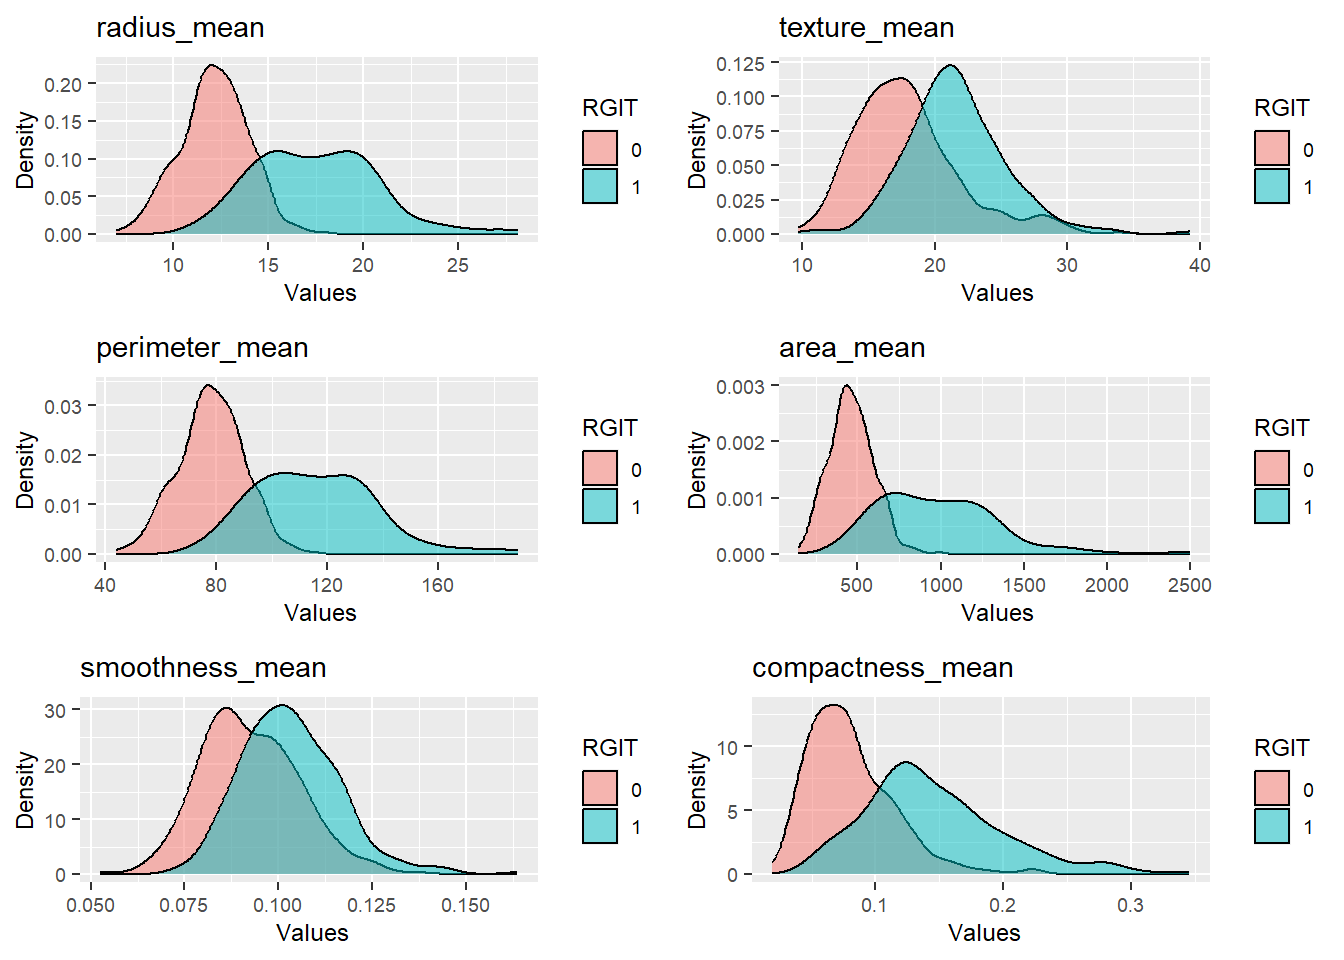 radius_mean
Density
0.20
0.15
0.10
0.05
0.00
10 15 20 25
Values
RGIT
0
1
texture_mean
Density
0.125
0.100
0.075
0.050
0.025
0.000
10 20 30 40
Values
RGIT
0
1
perimeter_mean
Density
0.03
0.02
0.01
0.00
40 80 120 160
Values
RGIT
0
1
area_mean
Density
0.003
0.002
0.001
0.000
500 1000 1500 2000 2500
Values
RGIT
0
1
smoothness_mean
Density
30
20
10
0
0.050 0.075 0.100 0.125 0.150
Values
RGIT
0
1
compactness_mean
Density
10
5
0
0.1 0.2 0.3
Values
RGIT
0
1